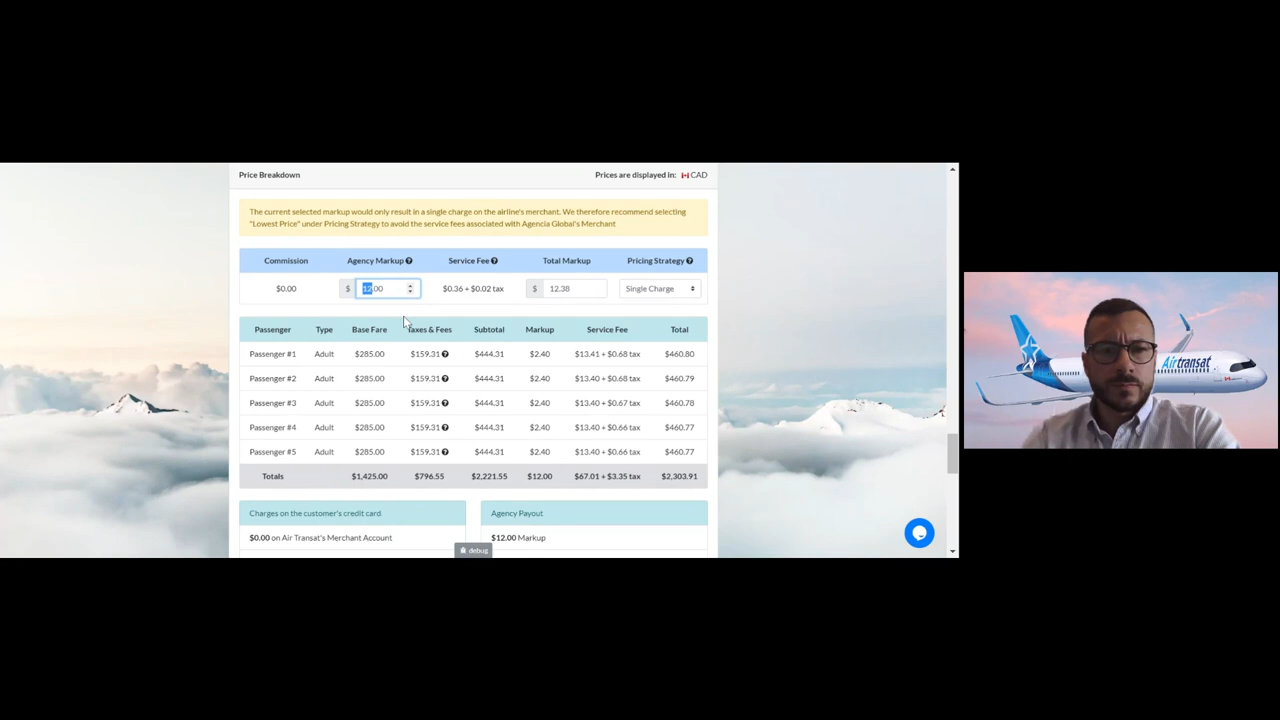 Price Breakdown
Prices are displayed in: CAD
The current selected markup would only result in a single charge on the airline's merchant. We therefore recommend selecting
"Lowest Price" under Pricing Strategy to avoid the service fees associated with Agencia Global's Merchant
Commission Agency Markup Service Fee Total Markup Pricing Strategy
$0.00 $ 12.00 $0.36 + $0.02 tax $ 12.38 Single Charge
Passenger Type Base Fare Taxes & Fees Subtotal Markup Service Fee Total
Passenger #1 Adult $285.00 $159.31 $444.31 $2.40 $13.41 + $0.68 tax $460.80
Passenger #2 Adult $285.00 $159.31 $444.31 $2.40 $13.40 + $0.68 tax $460.79
Passenger #3 Adult $285.00 $159.31 $444.31 $2.40 $13.40 + $0.67 tax $460.78
Passenger #4 Adult $285.00 $159.31 $444.31 $2.40 $13.40 + $0.66 tax $460.77
Passenger #5 Adult $285.00 $159.31 $444.31 $2.40 $13.40 + $0.66 tax $460.77
Totals $1,425.00 $796.55 $2,221.55 $12.00 $67.01 + $3.35 tax $2,303.91
Charges on the customer's credit card
$0.00 on Air Transat's Merchant Account
Agency Payout
$12.00 Markup
debug
Air transat